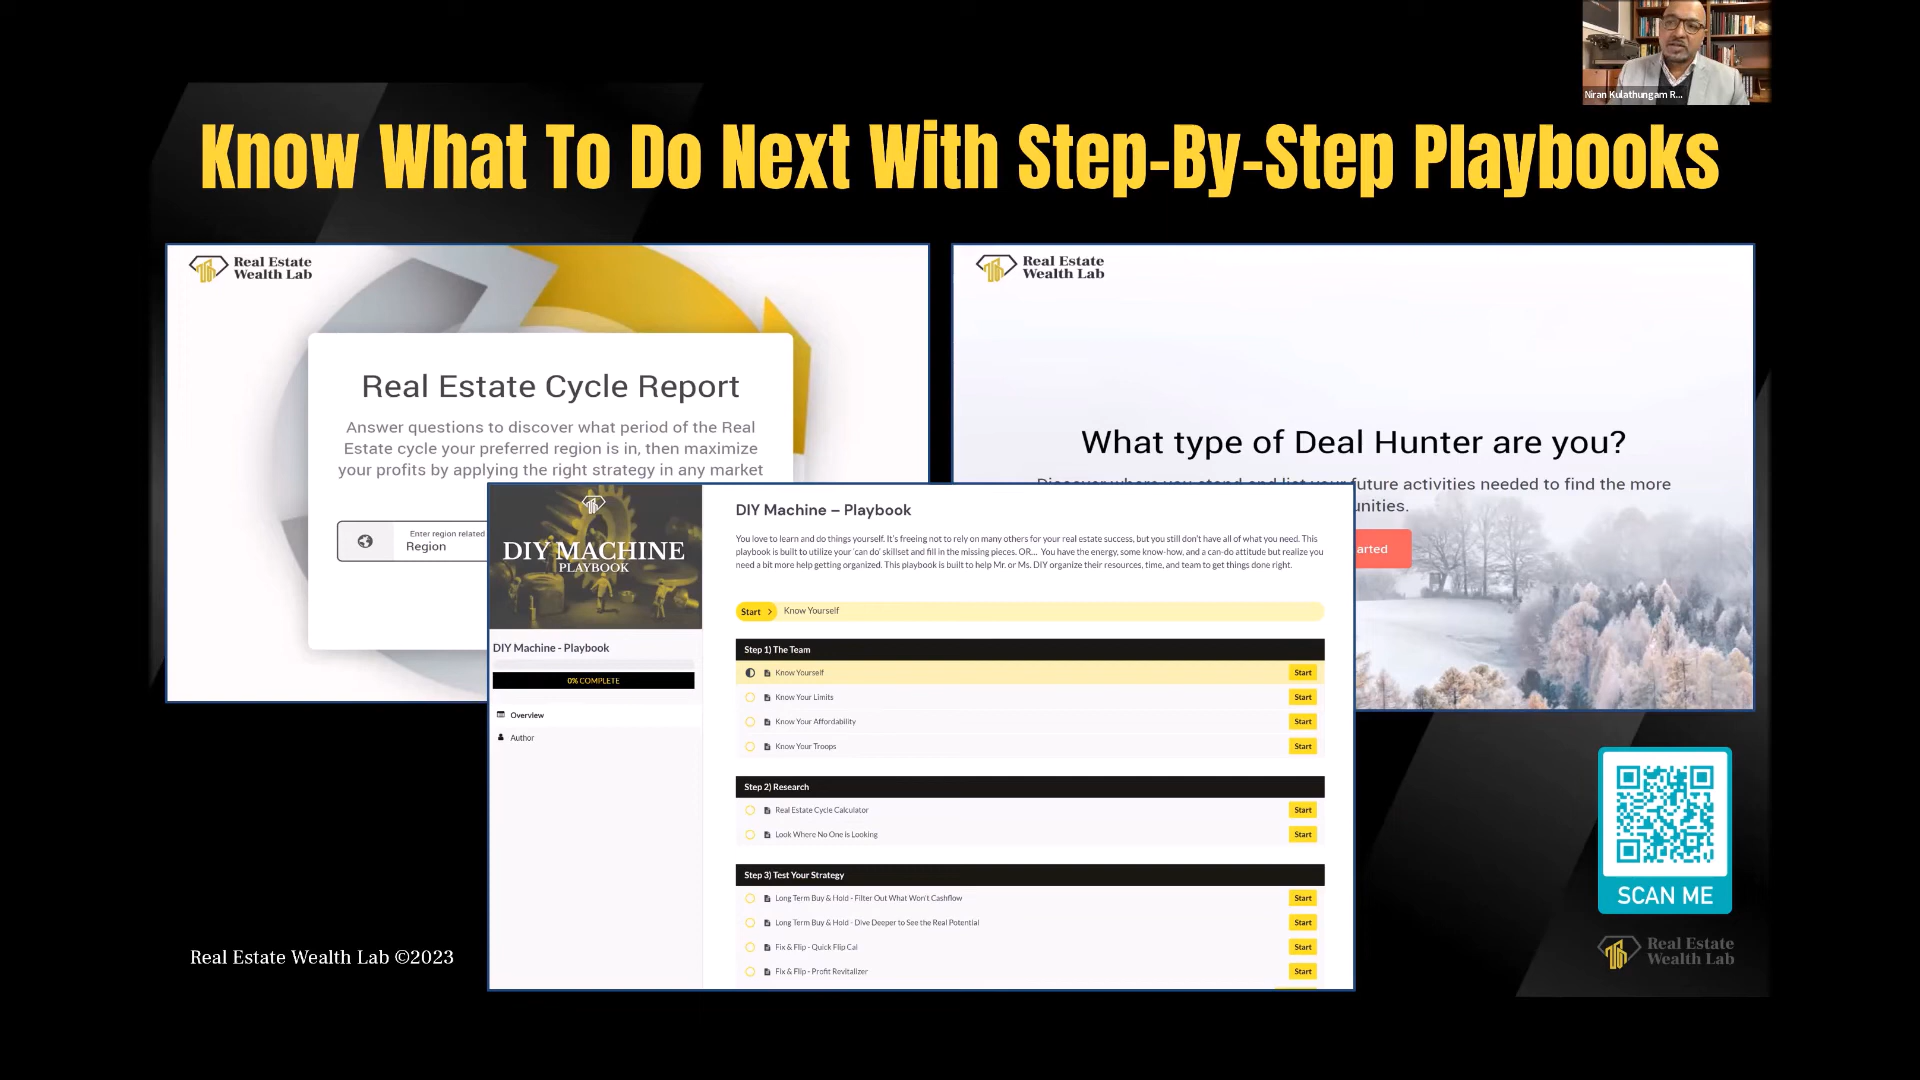 Niran Kulathungam R...
Know What To Do Next With Step-By-Step Playbooks
Real Estate
Wealth Lab
Real Estate Cycle Report
Answer questions to discover what period of the Real
Estate cycle your preferred region is in, then maximize
your profits by applying the right strategy in any market
Enter region related
Region
Real Estate
Wealth Lab
What type of Deal Hunter are you?
future activities needed to find the more
arted
DIY MACHINE
PLAYBOOK
DIY Machine - Playbook
0% COMPLETE
Overview
Author
DIY Machine – Playbook
You love to learn and do things yourself. It's freeing not to rely on many others for your real estate success, but you still don't have all of what you need. This
playbook is built to utilize your 'can do' skillset and fill in the missing pieces. OR... You have the energy, some know-how, and a can-do attitude but realize you
need a bit more help getting organized. This playbook is built to help Mr. or Ms. DIY organize their resources, time, and team to get things done right.
Start > Know Yourself
Step 1) The Team
Know Yourself Start
Know Your Limits Start
Know Your Affordability Start
Know Your Troops Start
Step 2) Research
Real Estate Cycle Calculator Start
Look Where No One is Looking Start
Step 3) Test Your Strategy
Long Term Buy & Hold - Filter Out What Won't Cashflow Start
Long Term Buy & Hold - Dive Deeper to See the Real Potential Start
Fix & Flip - Quick Flip Cal Start
Fix & Flip - Profit Revitalizer Start
SCAN ME
Real Estate Wealth Lab ©2023
Real Estate
Wealth Lab